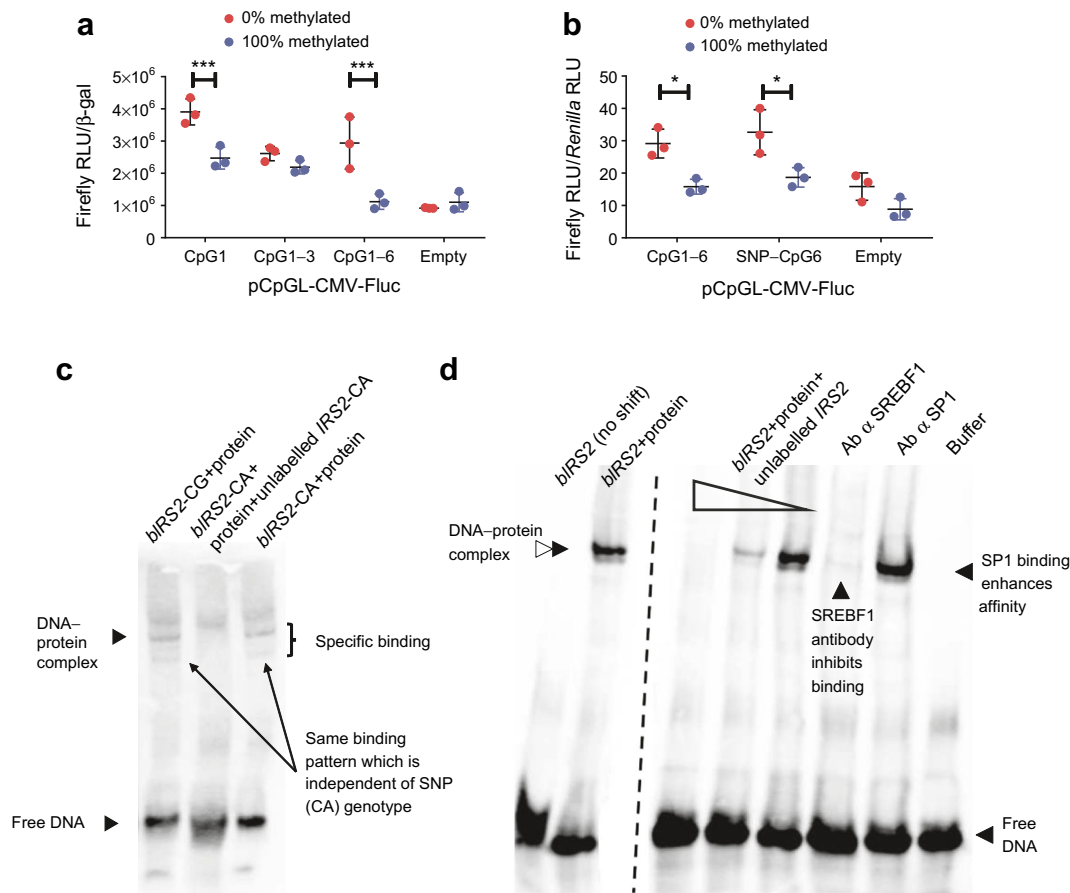 a
0% methylated
100% methylated
***
***
5×10⁶
4×10⁶
3×10⁶
2×10⁶
1×10⁶
0
Firefly RLU/β-gal
CpG1
CpG1–3
CpG1–6
Empty
pCpGL-CMV-Fluc
b
0% methylated
100% methylated
*
*
50
40
30
20
10
0
Firefly RLU/Renilla RLU
CpG1–6
SNP–CpG6
Empty
pCpGL-CMV-Fluc
c
bIRS2-CG+protein
bIRS2-CA+
protein+unlabelled IRS2-CA
bIRS2-CA+protein
DNA–
protein
complex
Specific binding
Same binding
pattern which is
independent of SNP
(CA) genotype
Free DNA
d
bIRS2 (no shift)
bIRS2+protein
bIRS2+protein+
unlabelled IRS2
Ab α SREBF1
Ab α SP1
Buffer
DNA–protein
complex
SP1 binding
enhances
affinity
SREBF1
antibody
inhibits
binding
Free
DNA